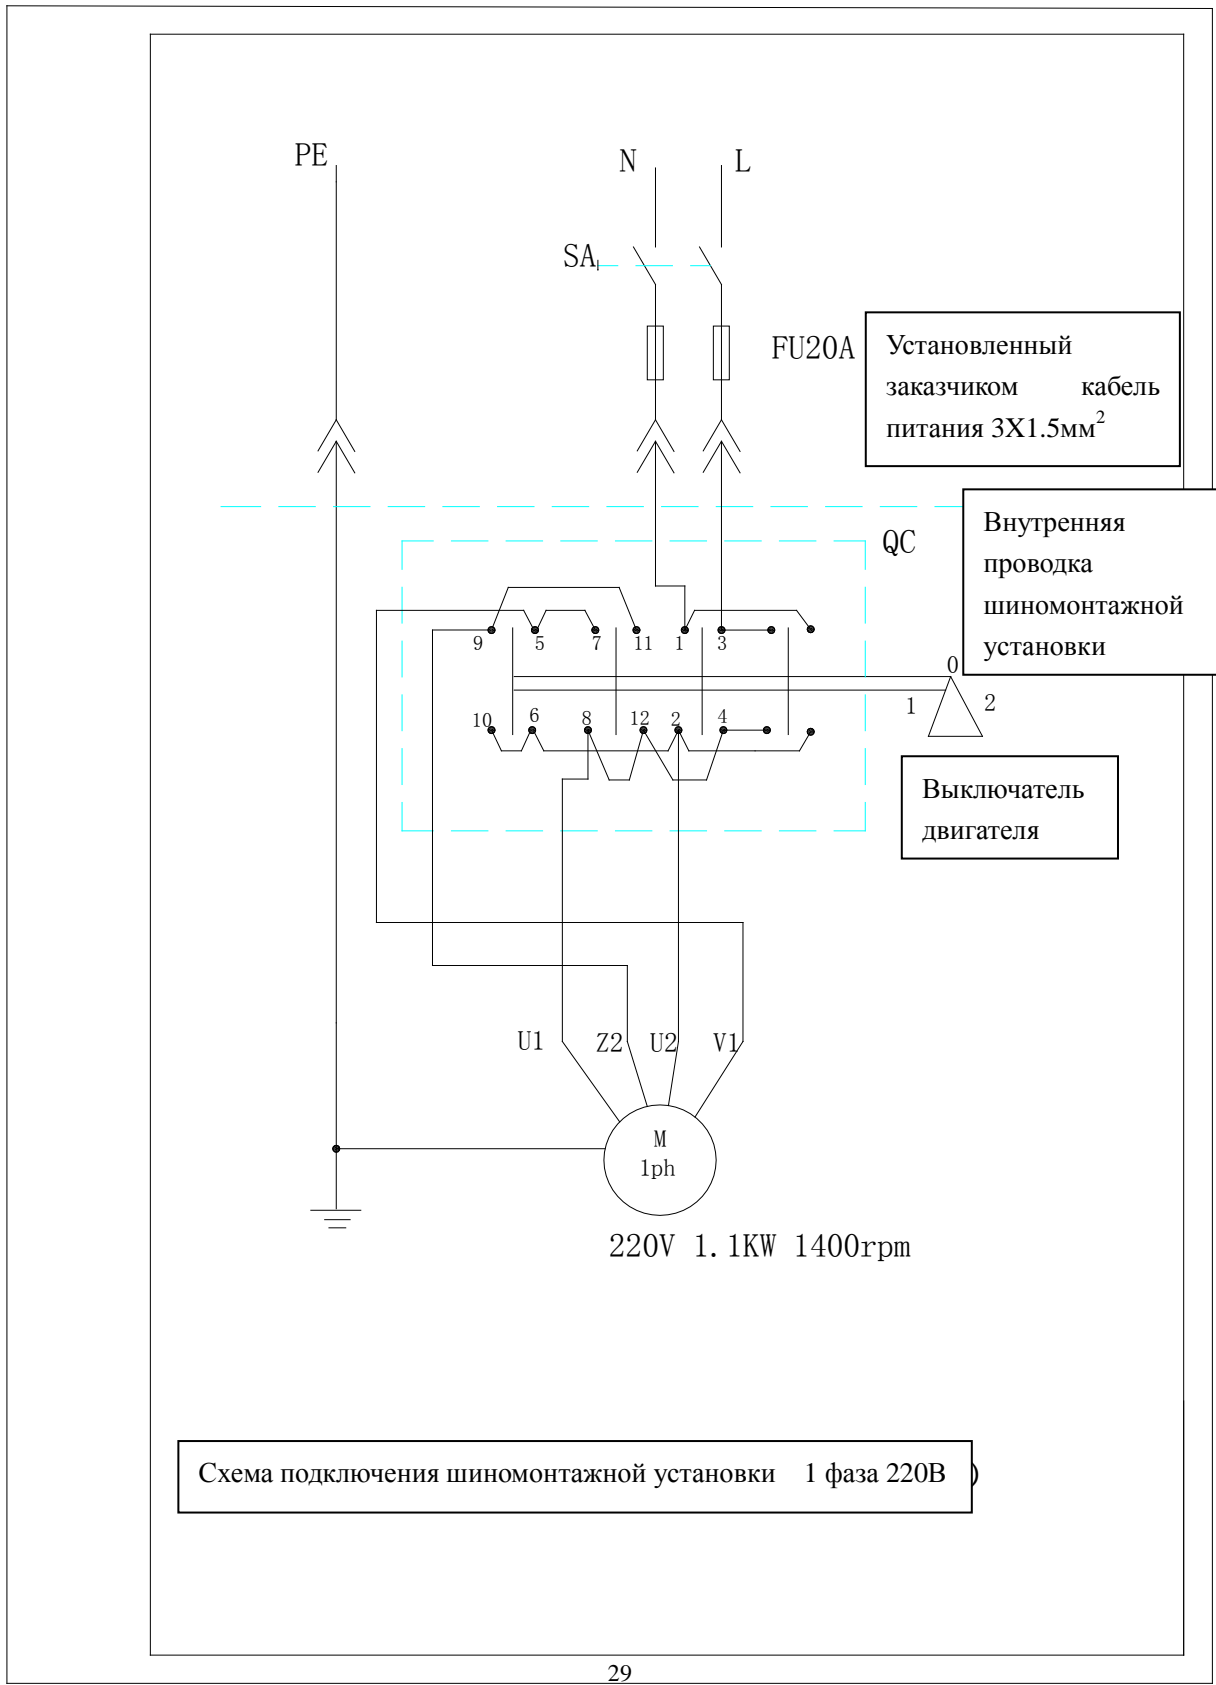 PE
N
L
SA
FU20A
Установленный
заказчиком кабель
питания 3X1.5мм²
QC
Внутренняя
проводка
шиномонтажной
установки
9 5 7 11 1 3
0
1 2
10 6 8 12 2 4
Выключатель
двигателя
U1 Z2 U2 V1
M
1ph
220V 1.1KW 1400rpm
Схема подключения шиномонтажной установки 1 фаза 220В )
29